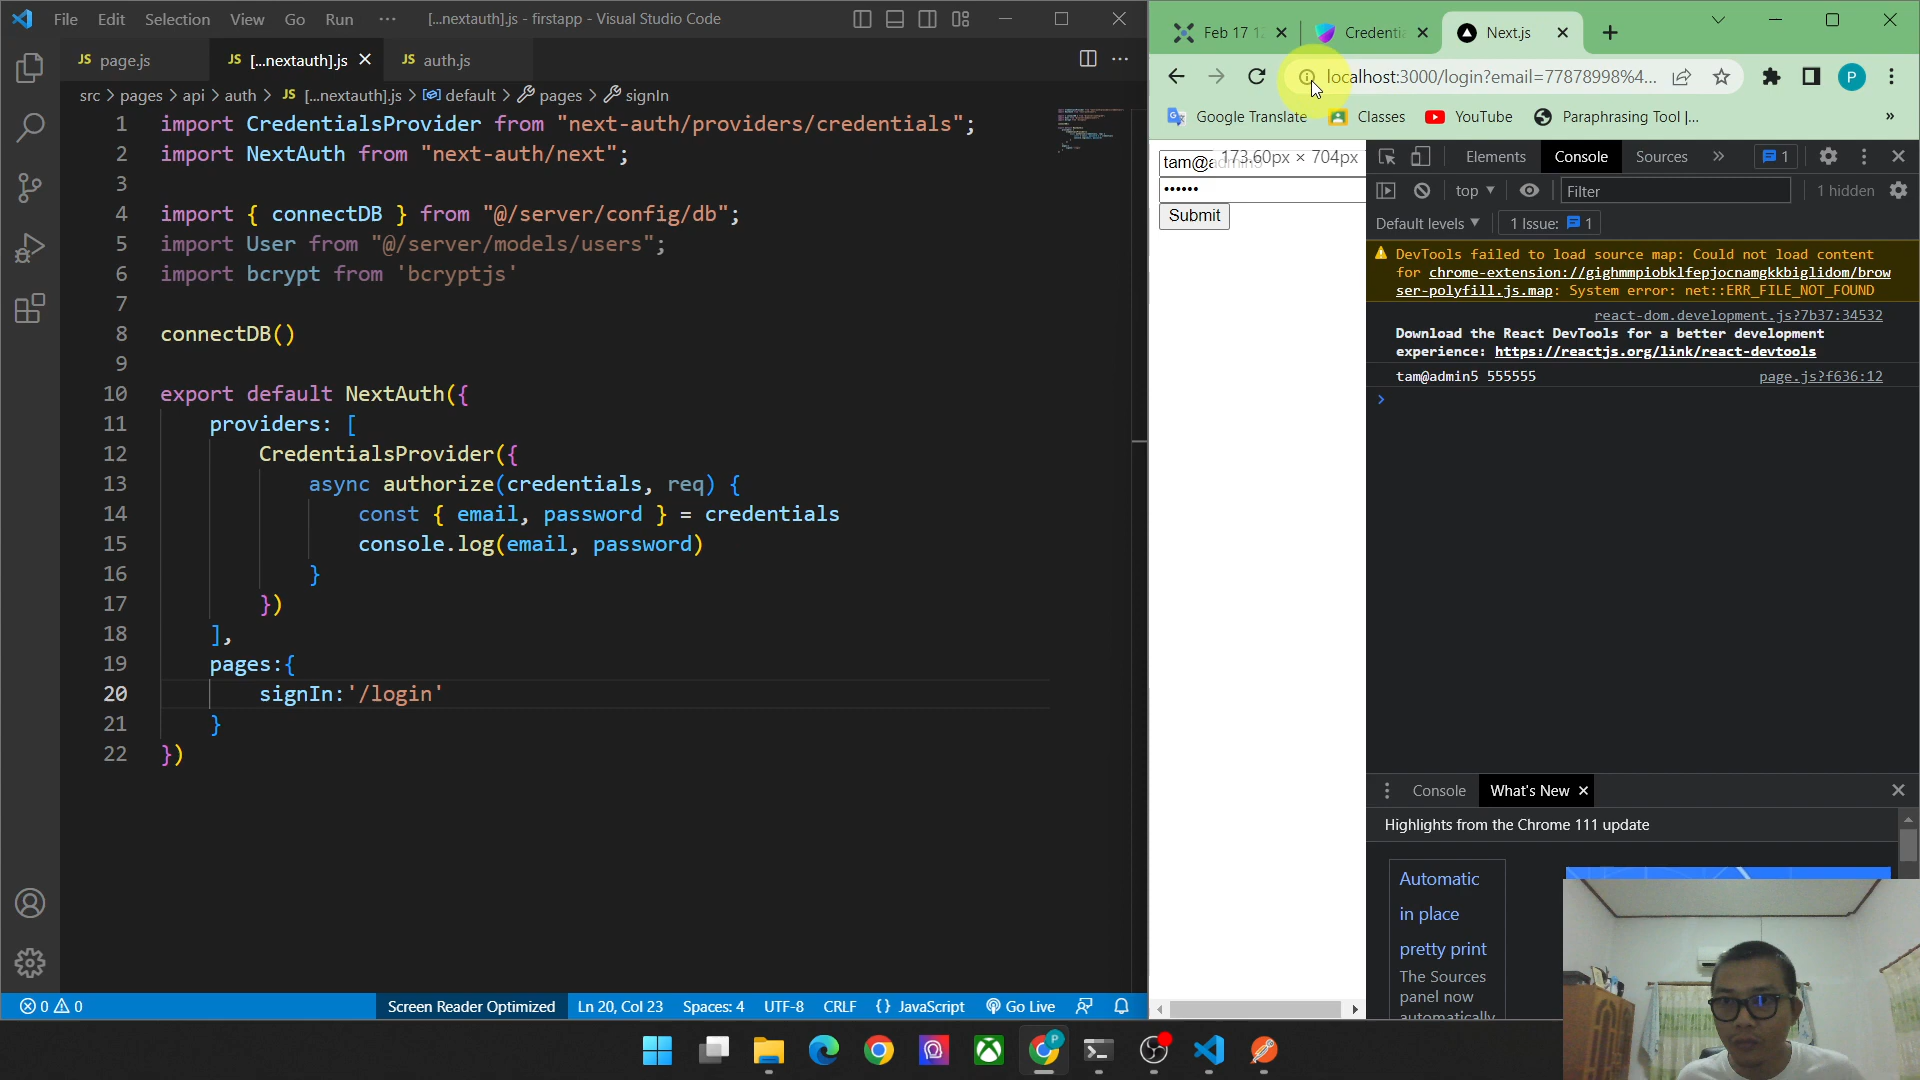 File Edit Selection View Go Run ··· [...nextauth].js - firstapp - Visual Studio Code
JS page.js JS [...nextauth].js JS auth.js
src > pages > api > auth > JS [...nextauth].js > default > pages > signIn
1 import CredentialsProvider from "next-auth/providers/credentials";
2 import NextAuth from "next-auth/next";
3
4 import { connectDB } from "@/server/config/db";
5 import User from "@/server/models/users";
6 import bcrypt from 'bcryptjs'
7
8 connectDB()
9
10 export default NextAuth({
11 providers: [
12 CredentialsProvider({
13 async authorize(credentials, req) {
14 const { email, password } = credentials
15 console.log(email, password)
16 }
17 })
18 ],
19 pages:{
20 signIn:'/login'
21 }
22 })
0 0 Screen Reader Optimized Ln 20, Col 23 Spaces: 4 UTF-8 CRLF {} JavaScript Go Live
Feb 17 Credentia Next.js
localhost:3000/login?email=77878998%4... P
Google Translate Classes YouTube Paraphrasing Tool |... »
tam@ 173.60px × 704px
••••••
Submit
Elements Console Sources » 1
top Filter 1 hidden
Default levels 1 Issue: 1
DevTools failed to load source map: Could not load content
for chrome-extension://gighmmpiobklfepjocnamgkkbiglidom/brow
ser-polyfill.js.map: System error: net::ERR_FILE_NOT_FOUND
react-dom.development.js?7b37:34532
Download the React DevTools for a better development
experience: https://reactjs.org/link/react-devtools
tam@admin5 555555 page.js?f636:12
Console What's New
Highlights from the Chrome 111 update
Automatic
in place
pretty print
The Sources
panel now
automatically